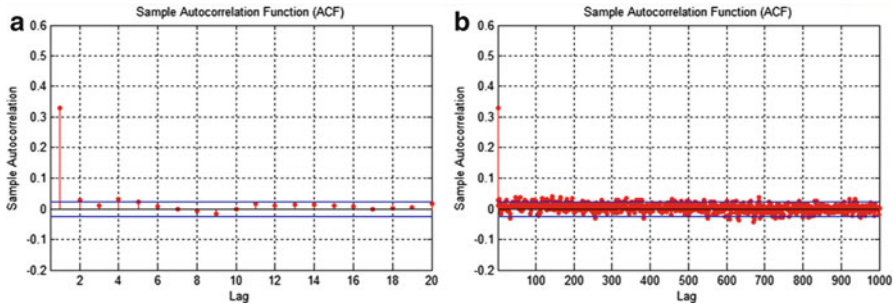 a
Sample Autocorrelation Function (ACF)
Sample Autocorrelation
0.6
0.5
0.4
0.3
0.2
0.1
0
-0.1
-0.2
2 4 6 8 10 12 14 16 18 20
Lag
b
Sample Autocorrelation Function (ACF)
Sample Autocorrelation
0.6
0.5
0.4
0.3
0.2
0.1
0
-0.1
-0.2
100 200 300 400 500 600 700 800 900 1000
Lag